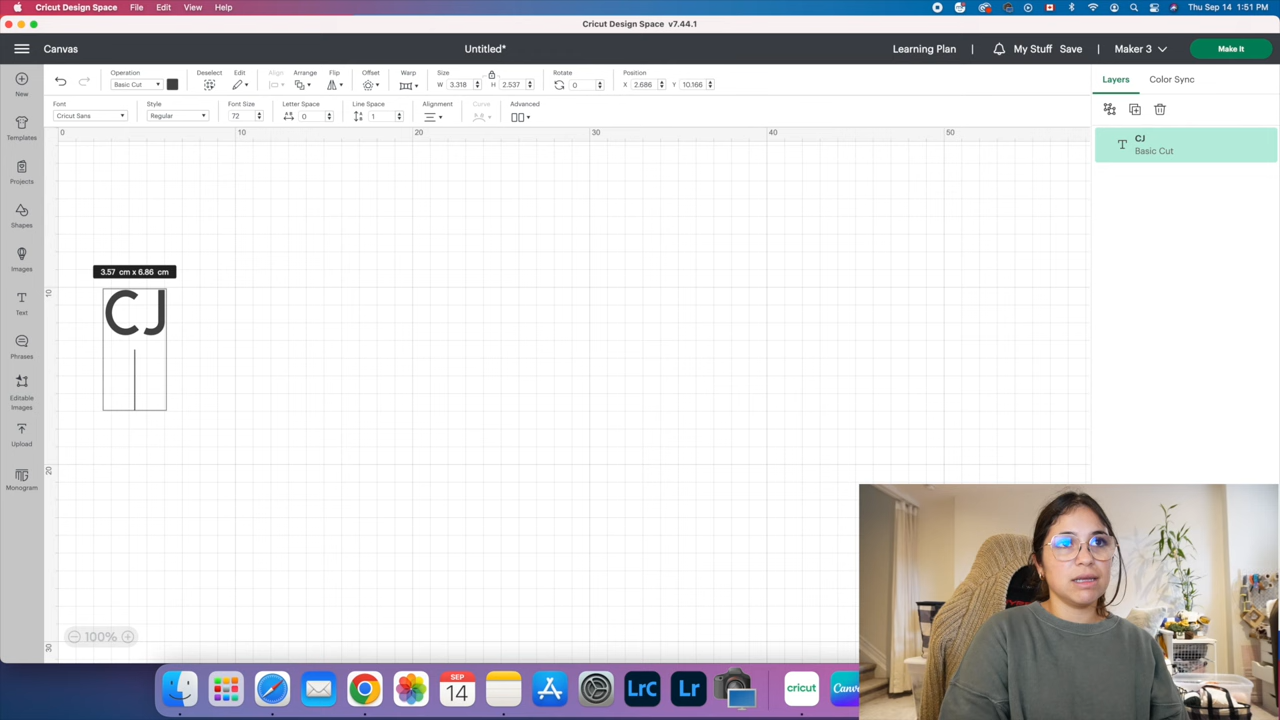 Cricut Design Space File Edit View Help Thu Sep 14 1:51 PM
Cricut Design Space v7.44.1
Canvas Untitled* Learning Plan | My Stuff Save | Maker 3 Make It
Operation Deselect Edit Align Arrange Flip Offset Warp Size Rotate Position
Basic Cut W 3.318 H 2.537 0 X 2.686 Y 10.166
Font Style Font Size Letter Space Line Space Alignment Curve Advanced
Cricut Sans Regular 72 0 1
0 10 20 30 40 50
10
20
30
New
Templates
Projects
Shapes
Images
Text
Phrases
Editable
Images
Upload
Monogram
3.57 cm x 6.86 cm
CJ
100%
Layers Color Sync
CJ
Basic Cut
SEP
14
LrC
Lr
cricut
Canva